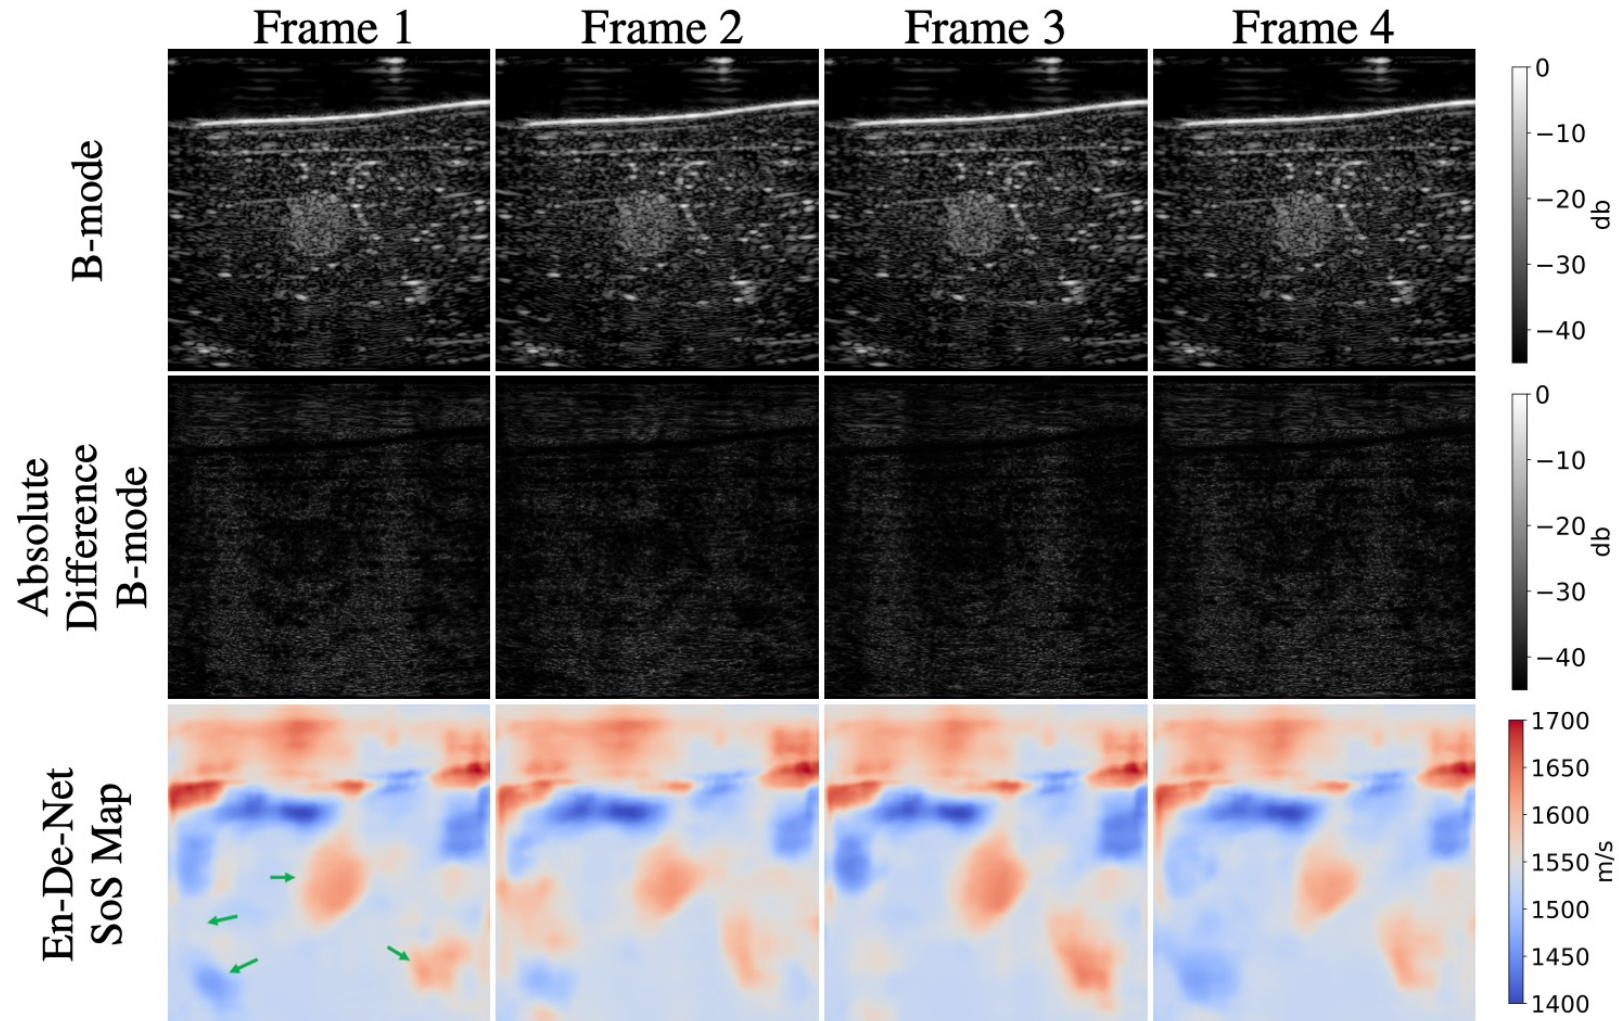 Frame 1 Frame 2 Frame 3 Frame 4
B-mode
0
−10
−20
−30
−40
db
Absolute
Difference
B-mode
0
−10
−20
−30
−40
db
En-De-Net
SoS Map
1700
1650
1600
1550
1500
1450
1400
m/s